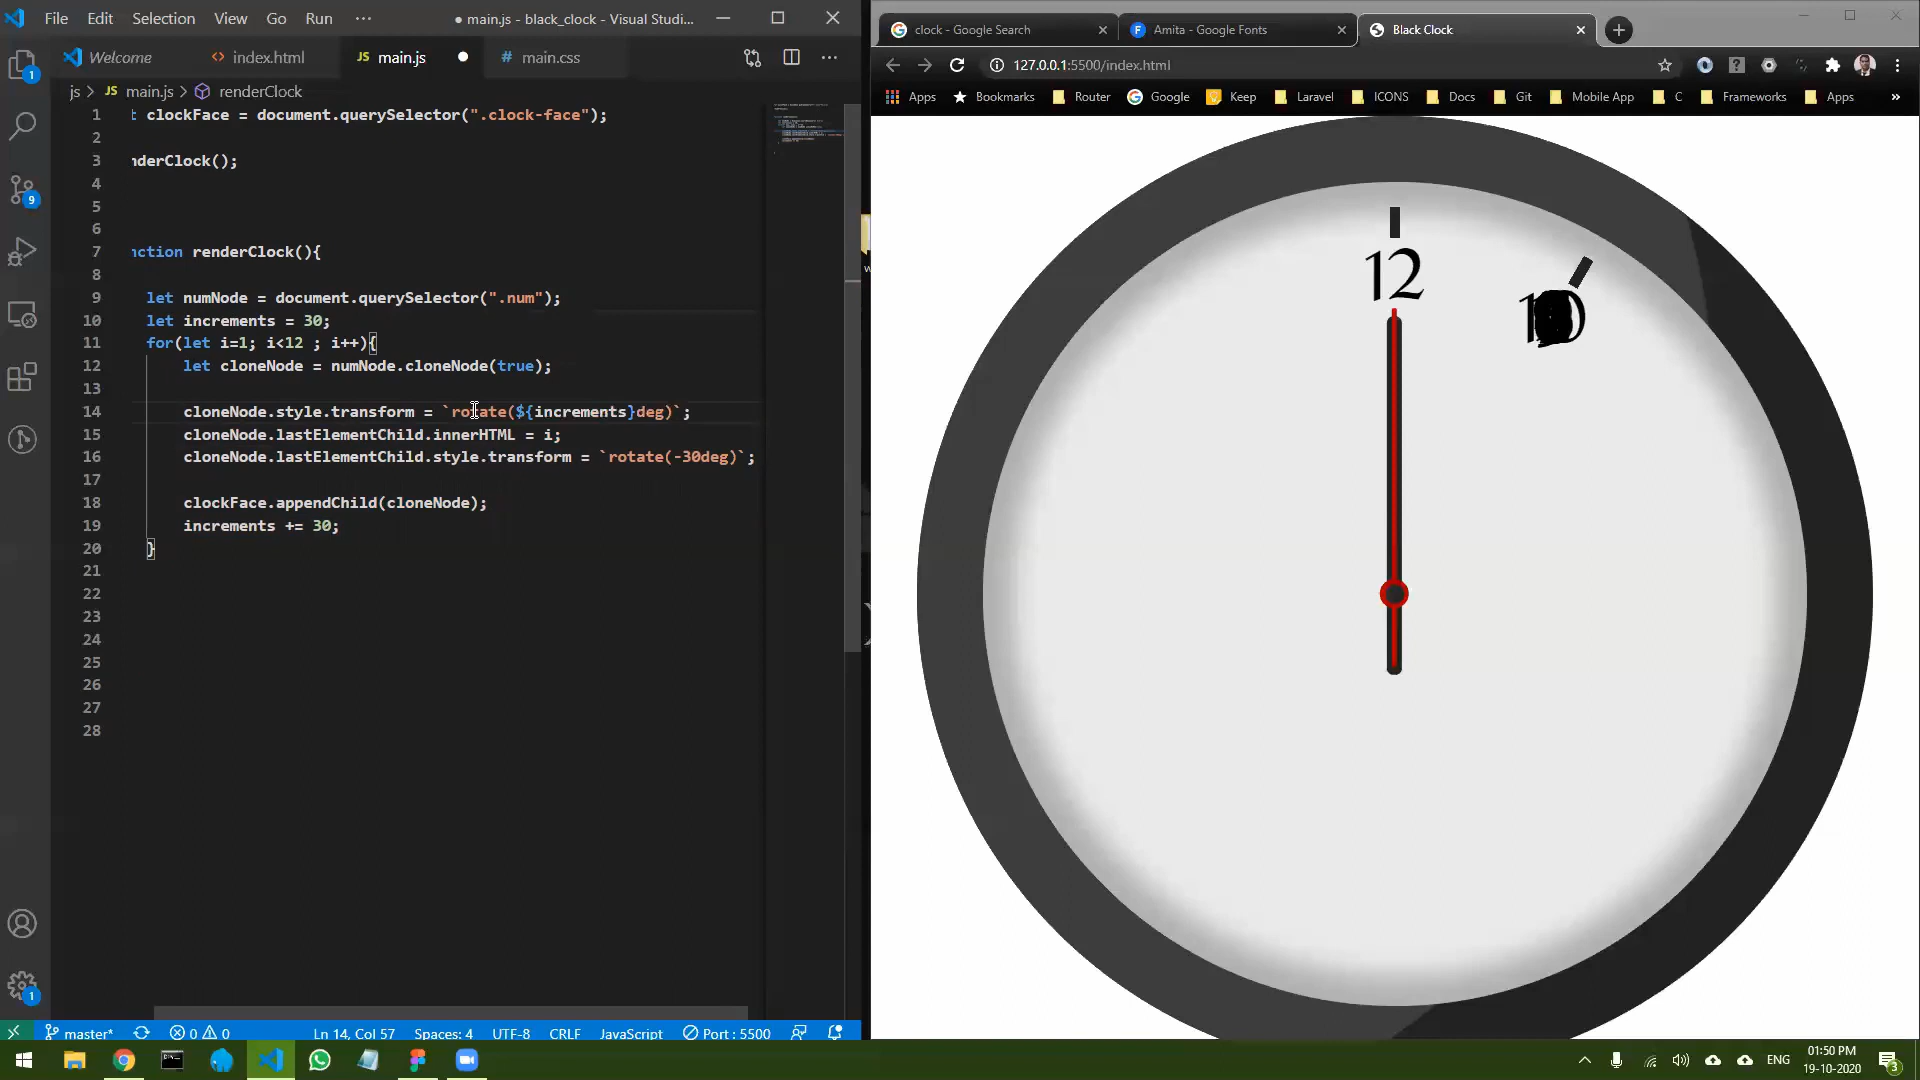 File Edit Selection View Go Run ··· ● main.js - black_clock - Visual Studi...
Welcome index.html JS main.js main.css
js > JS main.js > renderClock
1 t clockFace = document.querySelector(".clock-face");
2
3 nderClock();
4
5
6
7 nction renderClock(){
8
9 let numNode = document.querySelector(".num");
10 let increments = 30;
11 for(let i=1; i<12 ; i++){
12 let cloneNode = numNode.cloneNode(true);
13
14 cloneNode.style.transform = `rotate(${increments}deg)`;
15 cloneNode.lastElementChild.innerHTML = i;
16 cloneNode.lastElementChild.style.transform = `rotate(-30deg)`;
17
18 clockFace.appendChild(cloneNode);
19 increments += 30;
20 }
21
22
23
24
25
26
27
28
1
9
1
master* 0 0 Ln 14, Col 57 Spaces: 4 UTF-8 CRLF JavaScript Port : 5500
clock - Google Search Amita - Google Fonts Black Clock
127.0.0.1:5500/index.html
Apps Bookmarks Router Google Keep Laravel ICONS Docs Git Mobile App C Frameworks Apps »
12
ENG 01:50 PM
19-10-2020 3